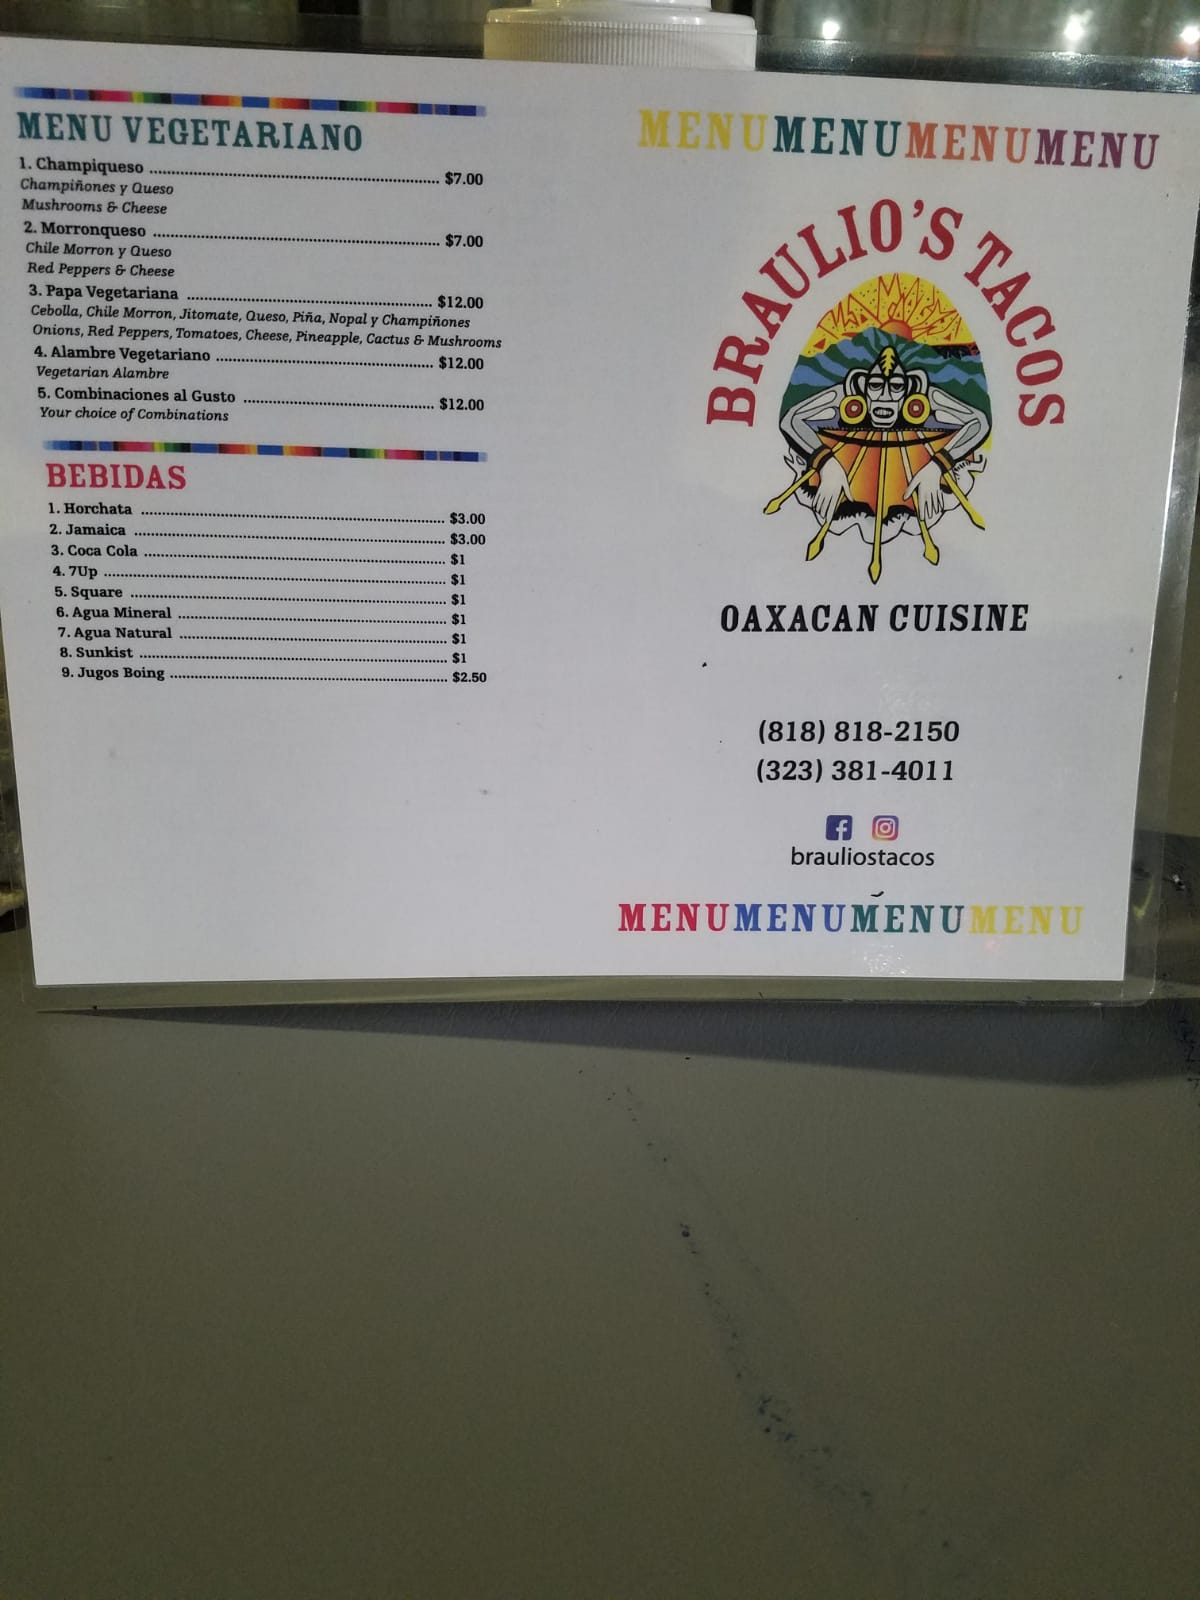 MENU VEGETARIANO
1. Champiqueso ........ $7.00
Champiñones y Queso
Mushrooms & Cheese
2. Morronqueso ........ $7.00
Chile Morron y Queso
Red Peppers & Cheese
3. Papa Vegetariana ........ $12.00
Cebolla, Chile Morron, Jitomate, Queso, Piña, Nopal y Champiñones
Onions, Red Peppers, Tomatoes, Cheese, Pineapple, Cactus & Mushrooms
4. Alambre Vegetariano ........ $12.00
Vegetarian Alambre
5. Combinaciones al Gusto ........ $12.00
Your choice of Combinations
BEBIDAS
1. Horchata ........ $3.00
2. Jamaica ........ $3.00
3. Coca Cola ........ $1
4. 7Up ........ $1
5. Square ........ $1
6. Agua Mineral ........ $1
7. Agua Natural ........ $1
8. Sunkist ........ $1
9. Jugos Boing ........ $2.50
MENUMENUMENUMENU
BRAULIO'S TACOS
OAXACAN CUISINE
(818) 818-2150
(323) 381-4011
brauliostacos
MENUMENUMENUMENU